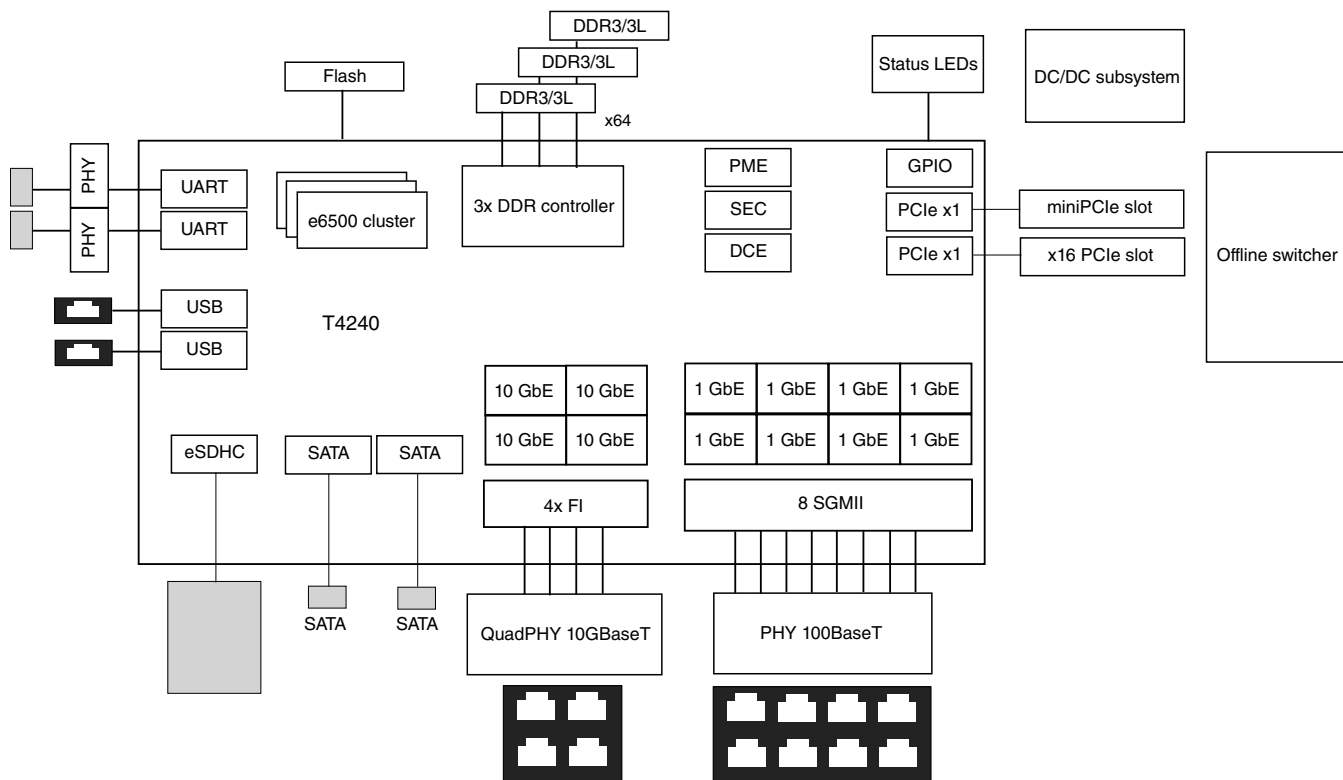 DDR3/3L
DDR3/3L
DDR3/3L
x64
Flash
Status LEDs
DC/DC subsystem
PHY
PHY
UART
UART
e6500 cluster
3x DDR controller
PME
SEC
DCE
GPIO
PCIe x1
PCIe x1
miniPCIe slot
x16 PCIe slot
Offline switcher
USB
USB
T4240
10 GbE 10 GbE
10 GbE 10 GbE
1 GbE 1 GbE 1 GbE 1 GbE
1 GbE 1 GbE 1 GbE 1 GbE
eSDHC
SATA
SATA
4x FI
8 SGMII
SATA
SATA
QuadPHY 10GBaseT
PHY 100BaseT